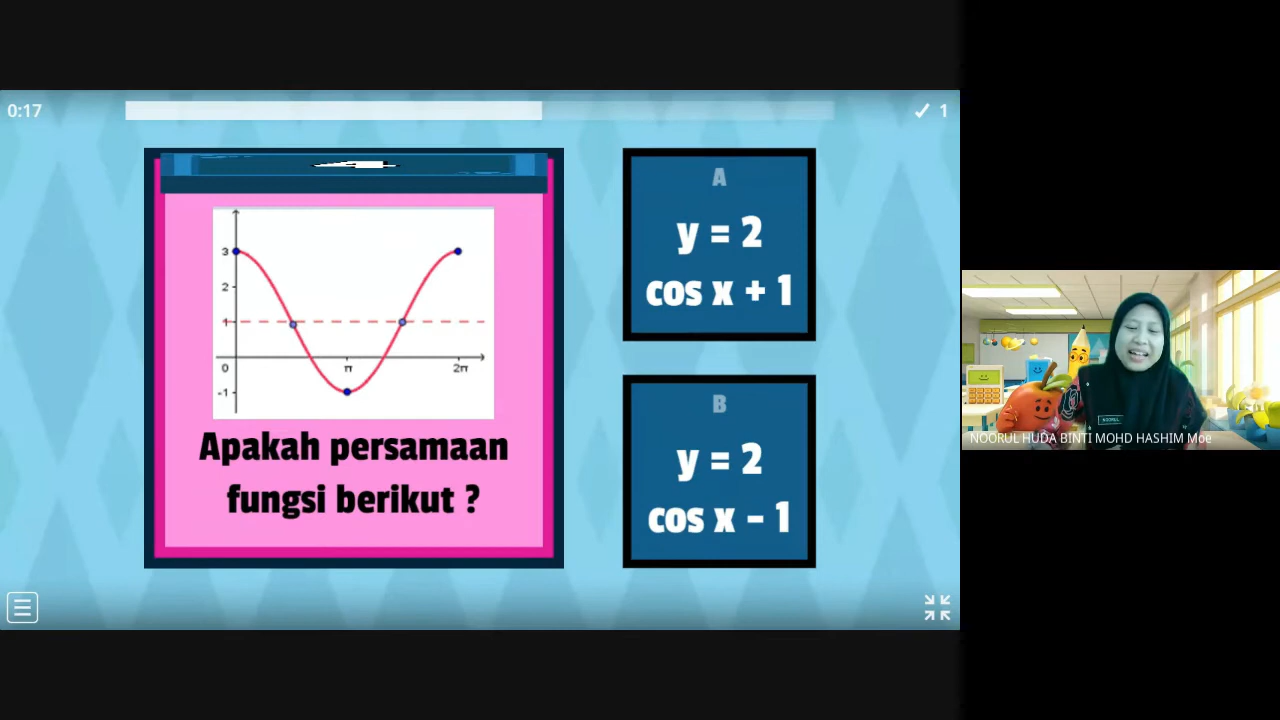 0:17
1
3
2
1
0
π
2π
-1
Apakah persamaan
fungsi berikut ?
A
y = 2
cos x + 1
B
y = 2
cos x - 1
NOORUL
NOORUL HUDA BINTI MOHD HASHIM Moe